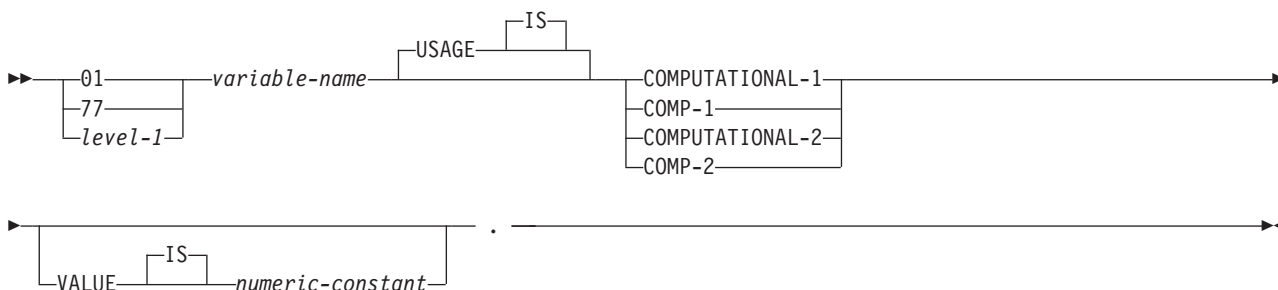 IS
USAGE
01 variable-name COMPUTATIONAL-1
77 COMP-1
level-1 COMPUTATIONAL-2
COMP-2
.
IS
VALUE numeric-constant